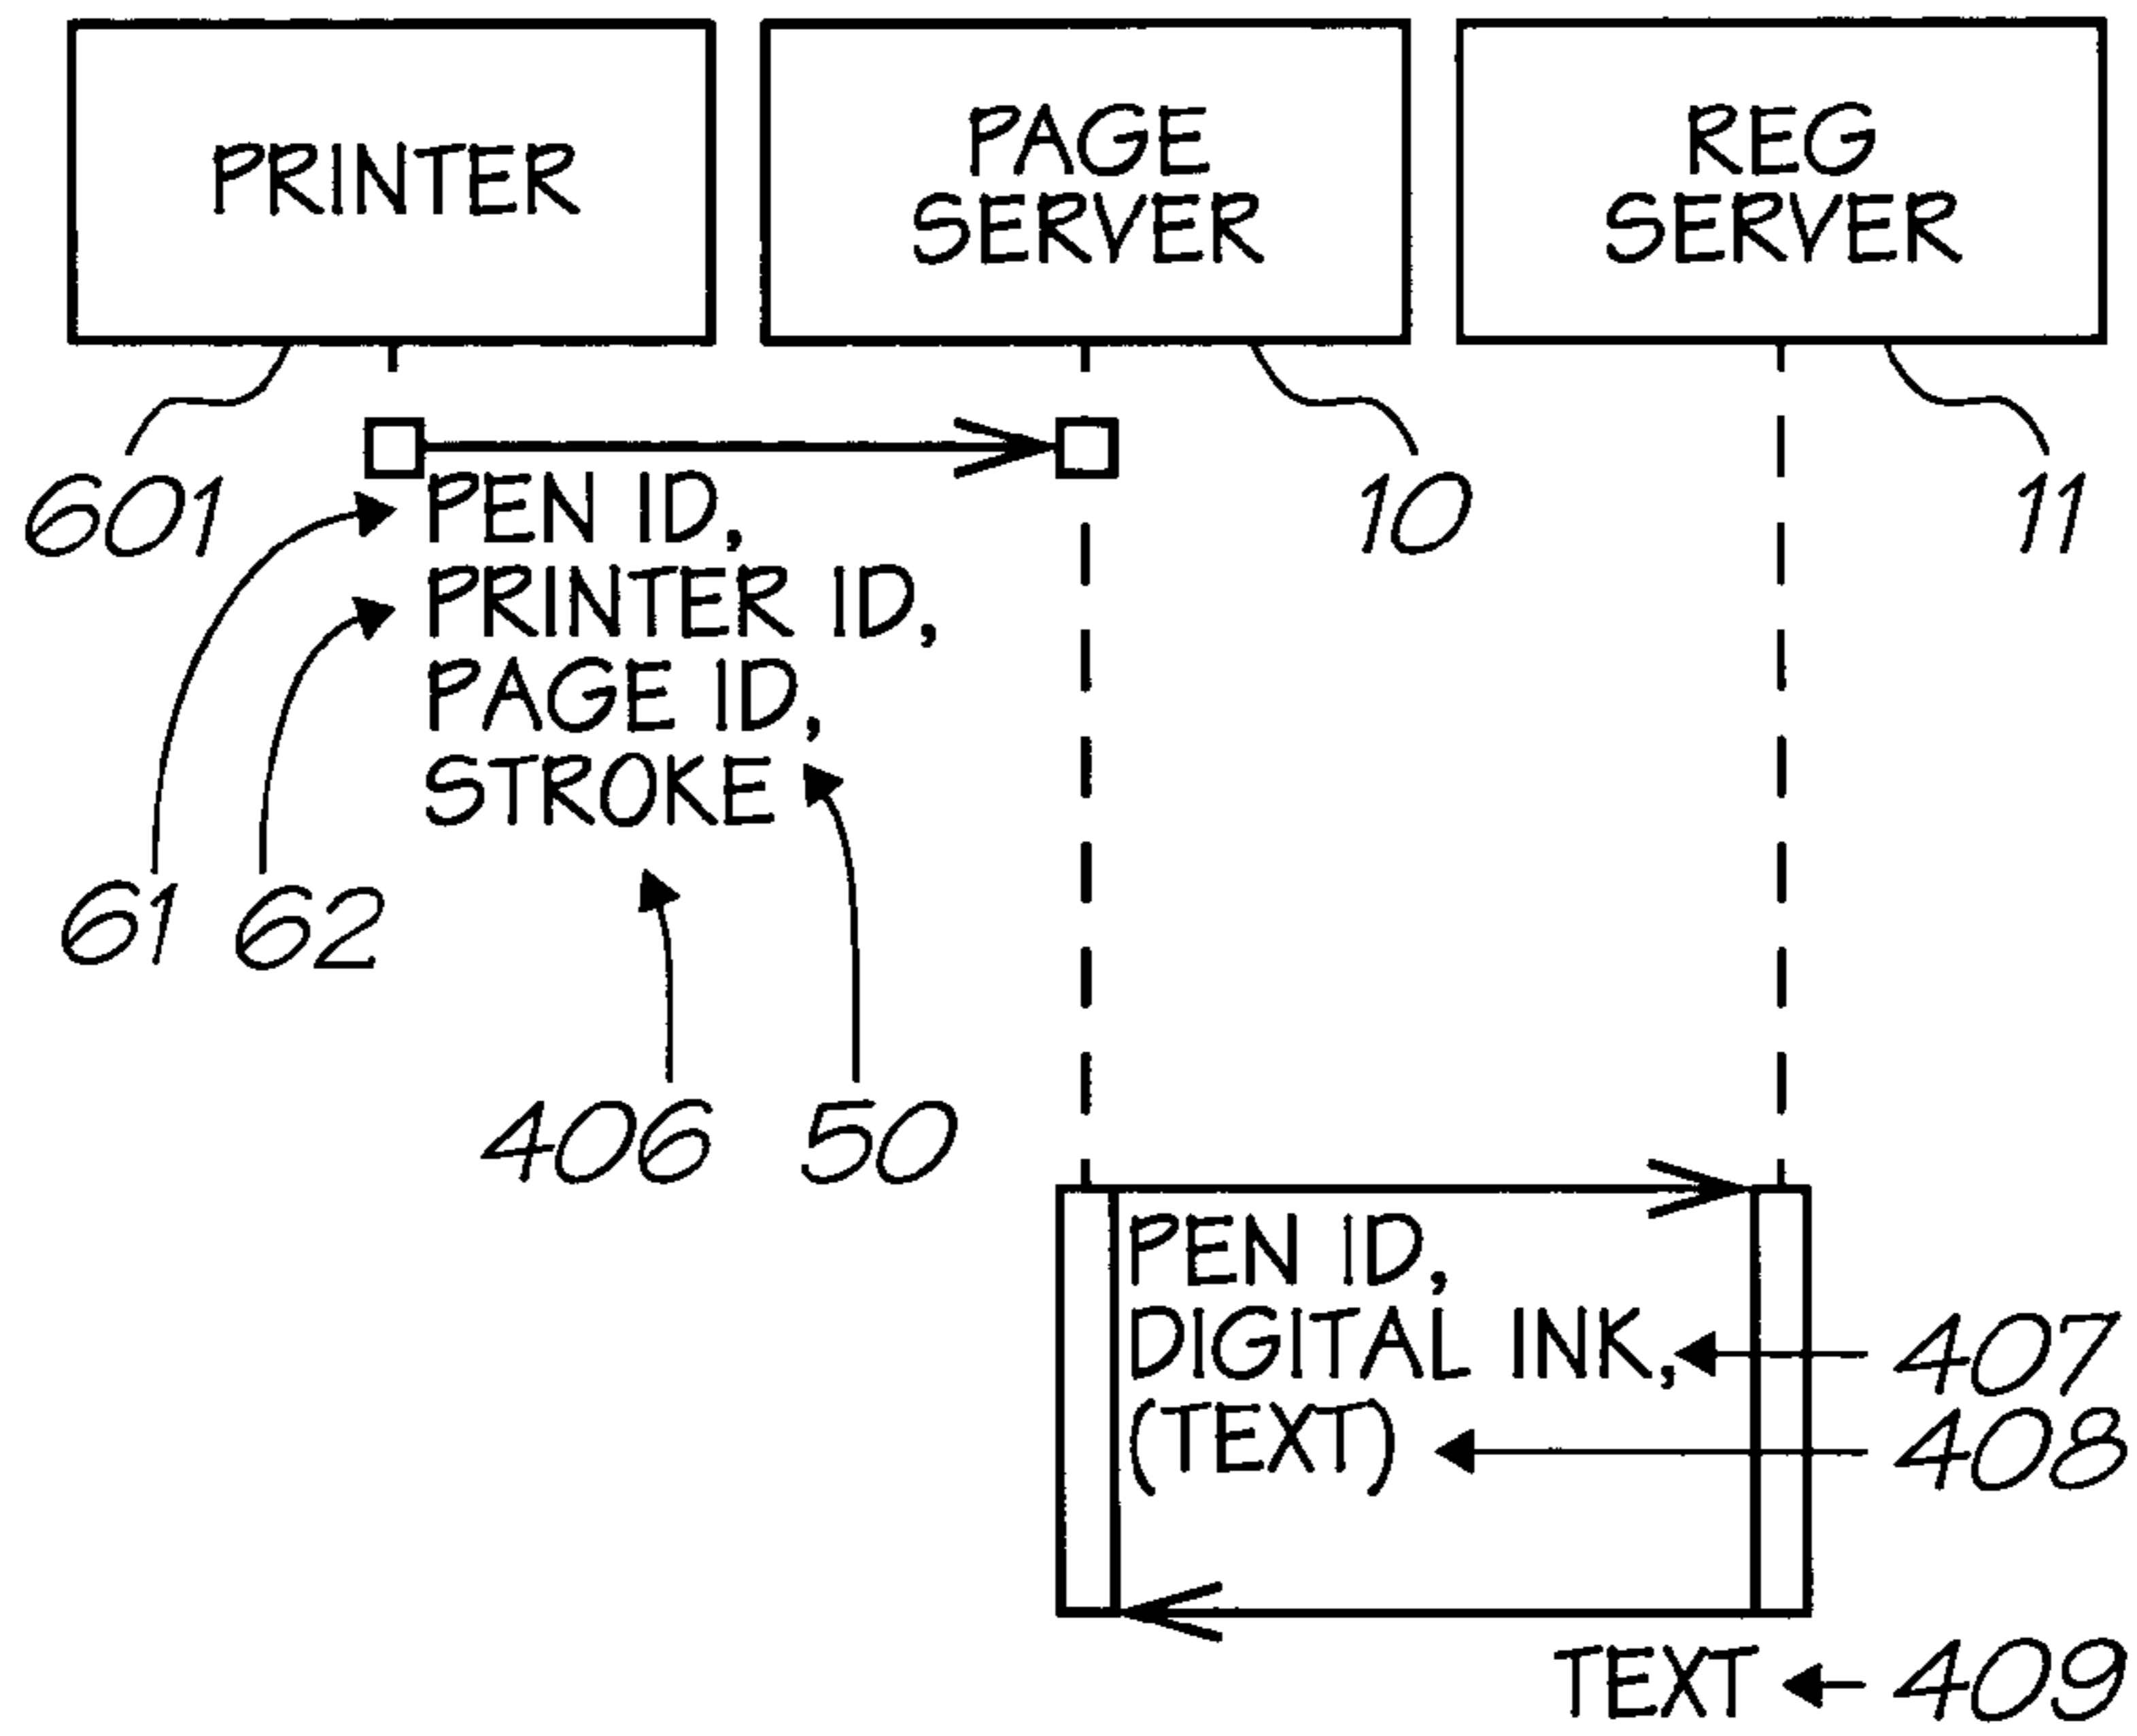 PRINTER
PAGE
SERVER
REG
SERVER
601
10
11
PEN ID,
PRINTER ID,
PAGE ID,
STROKE
61
62
406
50
PEN ID,
DIGITAL INK,
(TEXT)
407
408
TEXT
409